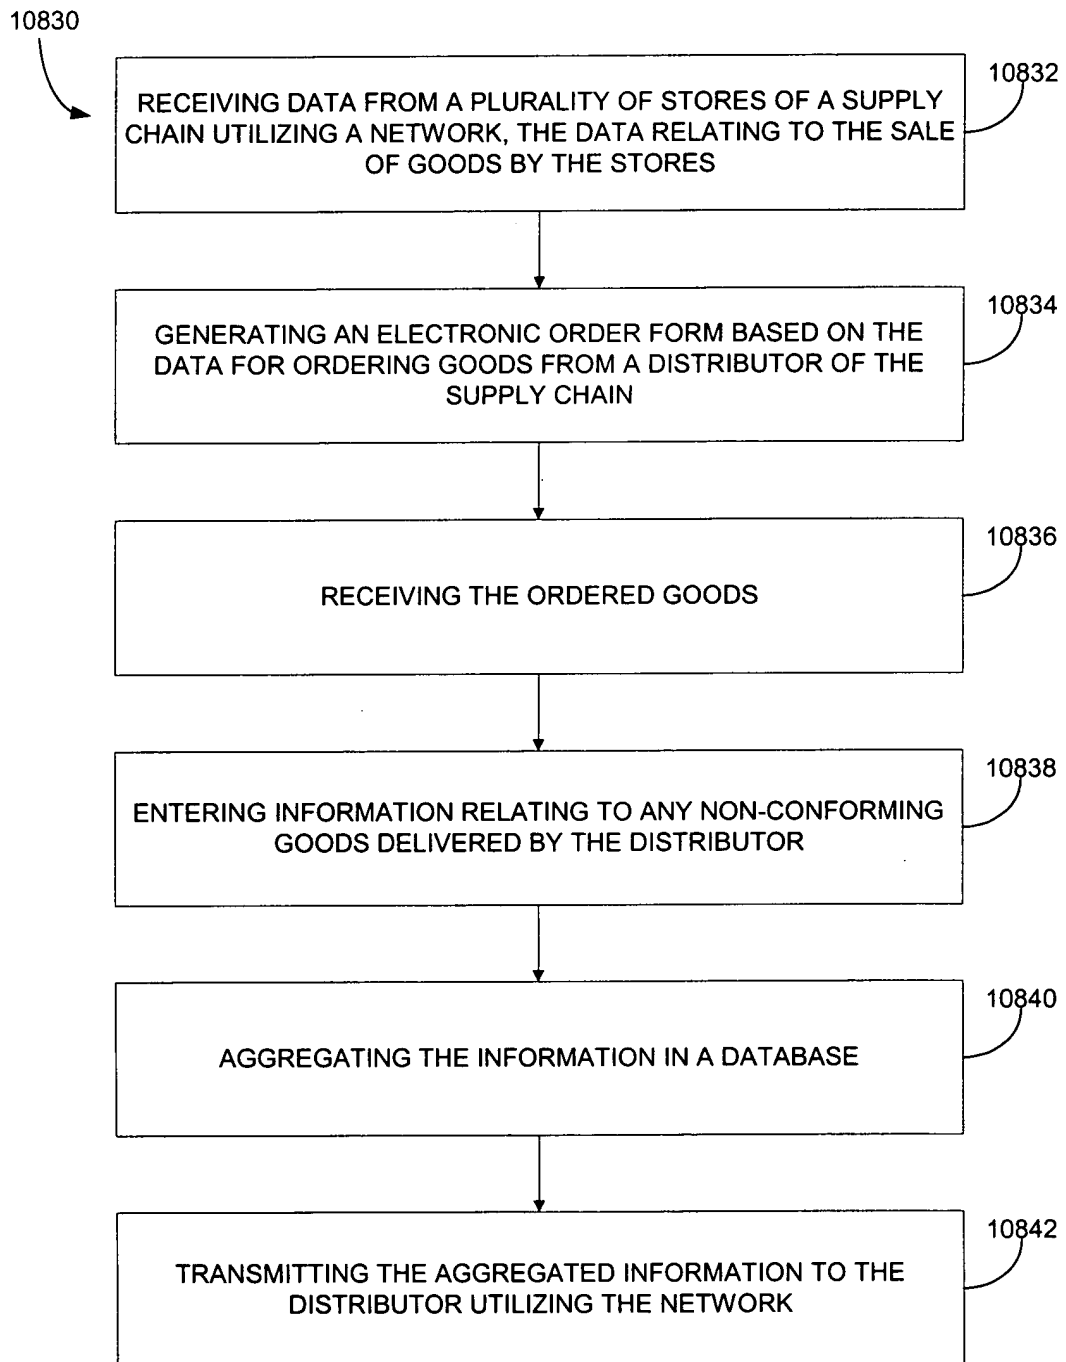 10830
10832
RECEIVING DATA FROM A PLURALITY OF STORES OF A SUPPLY
CHAIN UTILIZING A NETWORK, THE DATA RELATING TO THE SALE
OF GOODS BY THE STORES
10834
GENERATING AN ELECTRONIC ORDER FORM BASED ON THE
DATA FOR ORDERING GOODS FROM A DISTRIBUTOR OF THE
SUPPLY CHAIN
10836
RECEIVING THE ORDERED GOODS
10838
ENTERING INFORMATION RELATING TO ANY NON-CONFORMING
GOODS DELIVERED BY THE DISTRIBUTOR
10840
AGGREGATING THE INFORMATION IN A DATABASE
10842
TRANSMITTING THE AGGREGATED INFORMATION TO THE
DISTRIBUTOR UTILIZING THE NETWORK